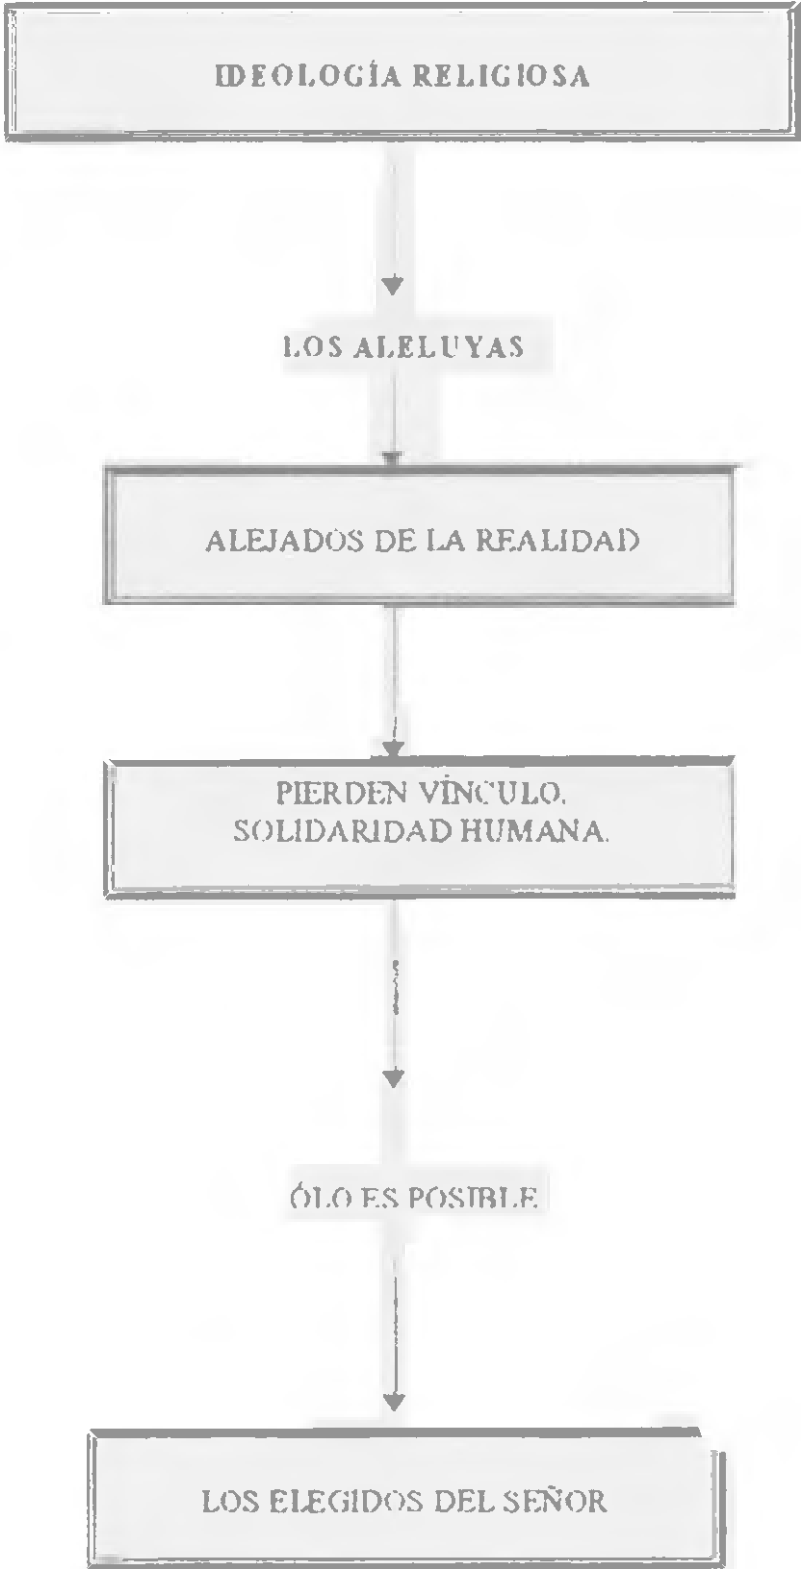 IDEOLOGÍA RELIGIOSA
LOS ALELUYAS
ALEJADOS DE LA REALIDAD
PIERDEN VÍNCULO.
SOLIDARIDAD HUMANA.
ÓLO ES POSIBLE
LOS ELEGIDOS DEL SEÑOR